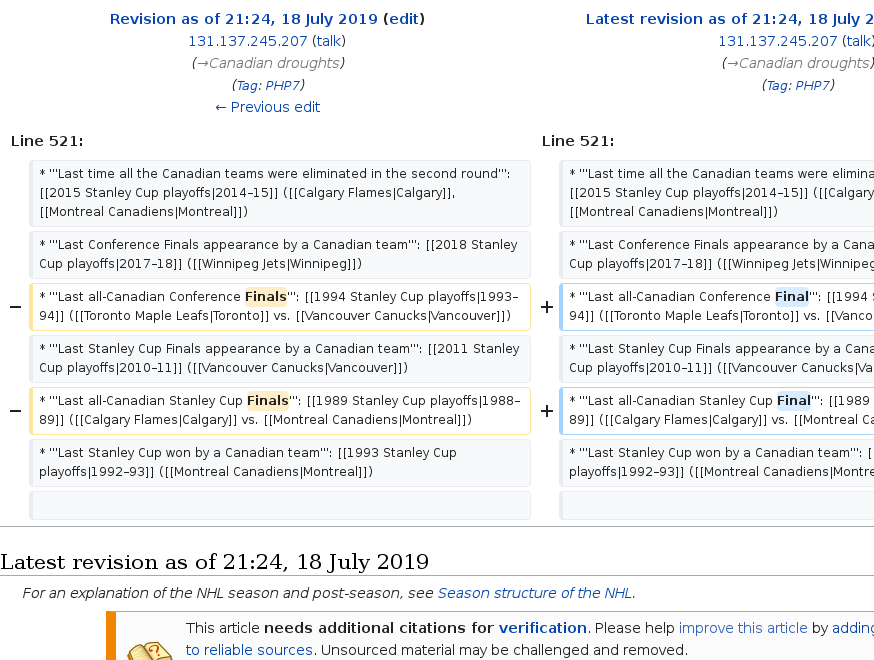 Revision as of 21:24, 18 July 2019 (edit)
131.137.245.207 (talk)
(→Canadian droughts)
(Tag: PHP7)
← Previous edit
Latest revision as of 21:24, 18 July 2
131.137.245.207 (talk)
(→Canadian droughts)
(Tag: PHP7)
Line 521:
Line 521:
* '''Last time all the Canadian teams were eliminated in the second round''':
[[2015 Stanley Cup playoffs|2014–15]] ([[Calgary Flames|Calgary]],
[[Montreal Canadiens|Montreal]])
* '''Last time all the Canadian teams were elimina
[[2015 Stanley Cup playoffs|2014–15]] ([[Calgary
[[Montreal Canadiens|Montreal]])
* '''Last Conference Finals appearance by a Canadian team''': [[2018 Stanley
Cup playoffs|2017–18]] ([[Winnipeg Jets|Winnipeg]])
* '''Last Conference Finals appearance by a Cana
Cup playoffs|2017–18]] ([[Winnipeg Jets|Winnipeg
− * '''Last all-Canadian Conference Finals''': [[1994 Stanley Cup playoffs|1993–
94]] ([[Toronto Maple Leafs|Toronto]] vs. [[Vancouver Canucks|Vancouver]])
+ * '''Last all-Canadian Conference Final''': [[1994 S
94]] ([[Toronto Maple Leafs|Toronto]] vs. [[Vanco
* '''Last Stanley Cup Finals appearance by a Canadian team''': [[2011 Stanley
Cup playoffs|2010–11]] ([[Vancouver Canucks|Vancouver]])
* '''Last Stanley Cup Finals appearance by a Cana
Cup playoffs|2010–11]] ([[Vancouver Canucks|Va
− * '''Last all-Canadian Stanley Cup Finals''': [[1989 Stanley Cup playoffs|1988–
89]] ([[Calgary Flames|Calgary]] vs. [[Montreal Canadiens|Montreal]])
+ * '''Last all-Canadian Stanley Cup Final''': [[1989
89]] ([[Calgary Flames|Calgary]] vs. [[Montreal Ca
* '''Last Stanley Cup won by a Canadian team''': [[1993 Stanley Cup
playoffs|1992–93]] ([[Montreal Canadiens|Montreal]])
* '''Last Stanley Cup won by a Canadian team''': [
playoffs|1992–93]] ([[Montreal Canadiens|Montre
Latest revision as of 21:24, 18 July 2019
For an explanation of the NHL season and post-season, see Season structure of the NHL.
This article needs additional citations for verification. Please help improve this article by adding
to reliable sources. Unsourced material may be challenged and removed.